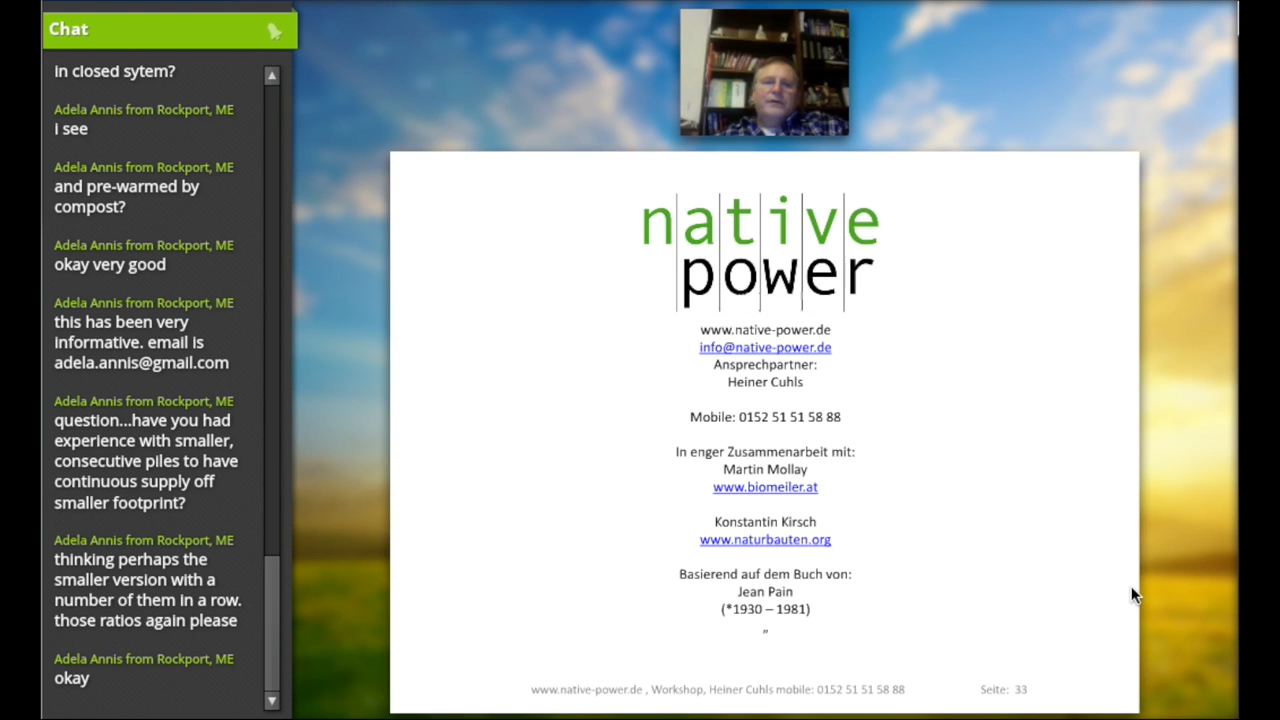 Chat
in closed sytem?
Adela Annis from Rockport, ME
I see
Adela Annis from Rockport, ME
and pre-warmed by
compost?
Adela Annis from Rockport, ME
okay very good
Adela Annis from Rockport, ME
this has been very
informative. email is
adela.annis@gmail.com
Adela Annis from Rockport, ME
question...have you had
experience with smaller,
consecutive piles to have
continuous supply off
smaller footprint?
Adela Annis from Rockport, ME
thinking perhaps the
smaller version with a
number of them in a row.
those ratios again please
Adela Annis from Rockport, ME
okay
native
power
www.native-power.de
info@native-power.de
Ansprechpartner:
Heiner Cuhls
Mobile: 0152 51 51 58 88
In enger Zusammenarbeit mit:
Martin Mollay
www.biomeiler.at
Konstantin Kirsch
www.naturbauten.org
Basierend auf dem Buch von:
Jean Pain
(*1930 – 1981)
„
www.native-power.de , Workshop, Heiner Cuhls mobile: 0152 51 51 58 88 Seite: 33